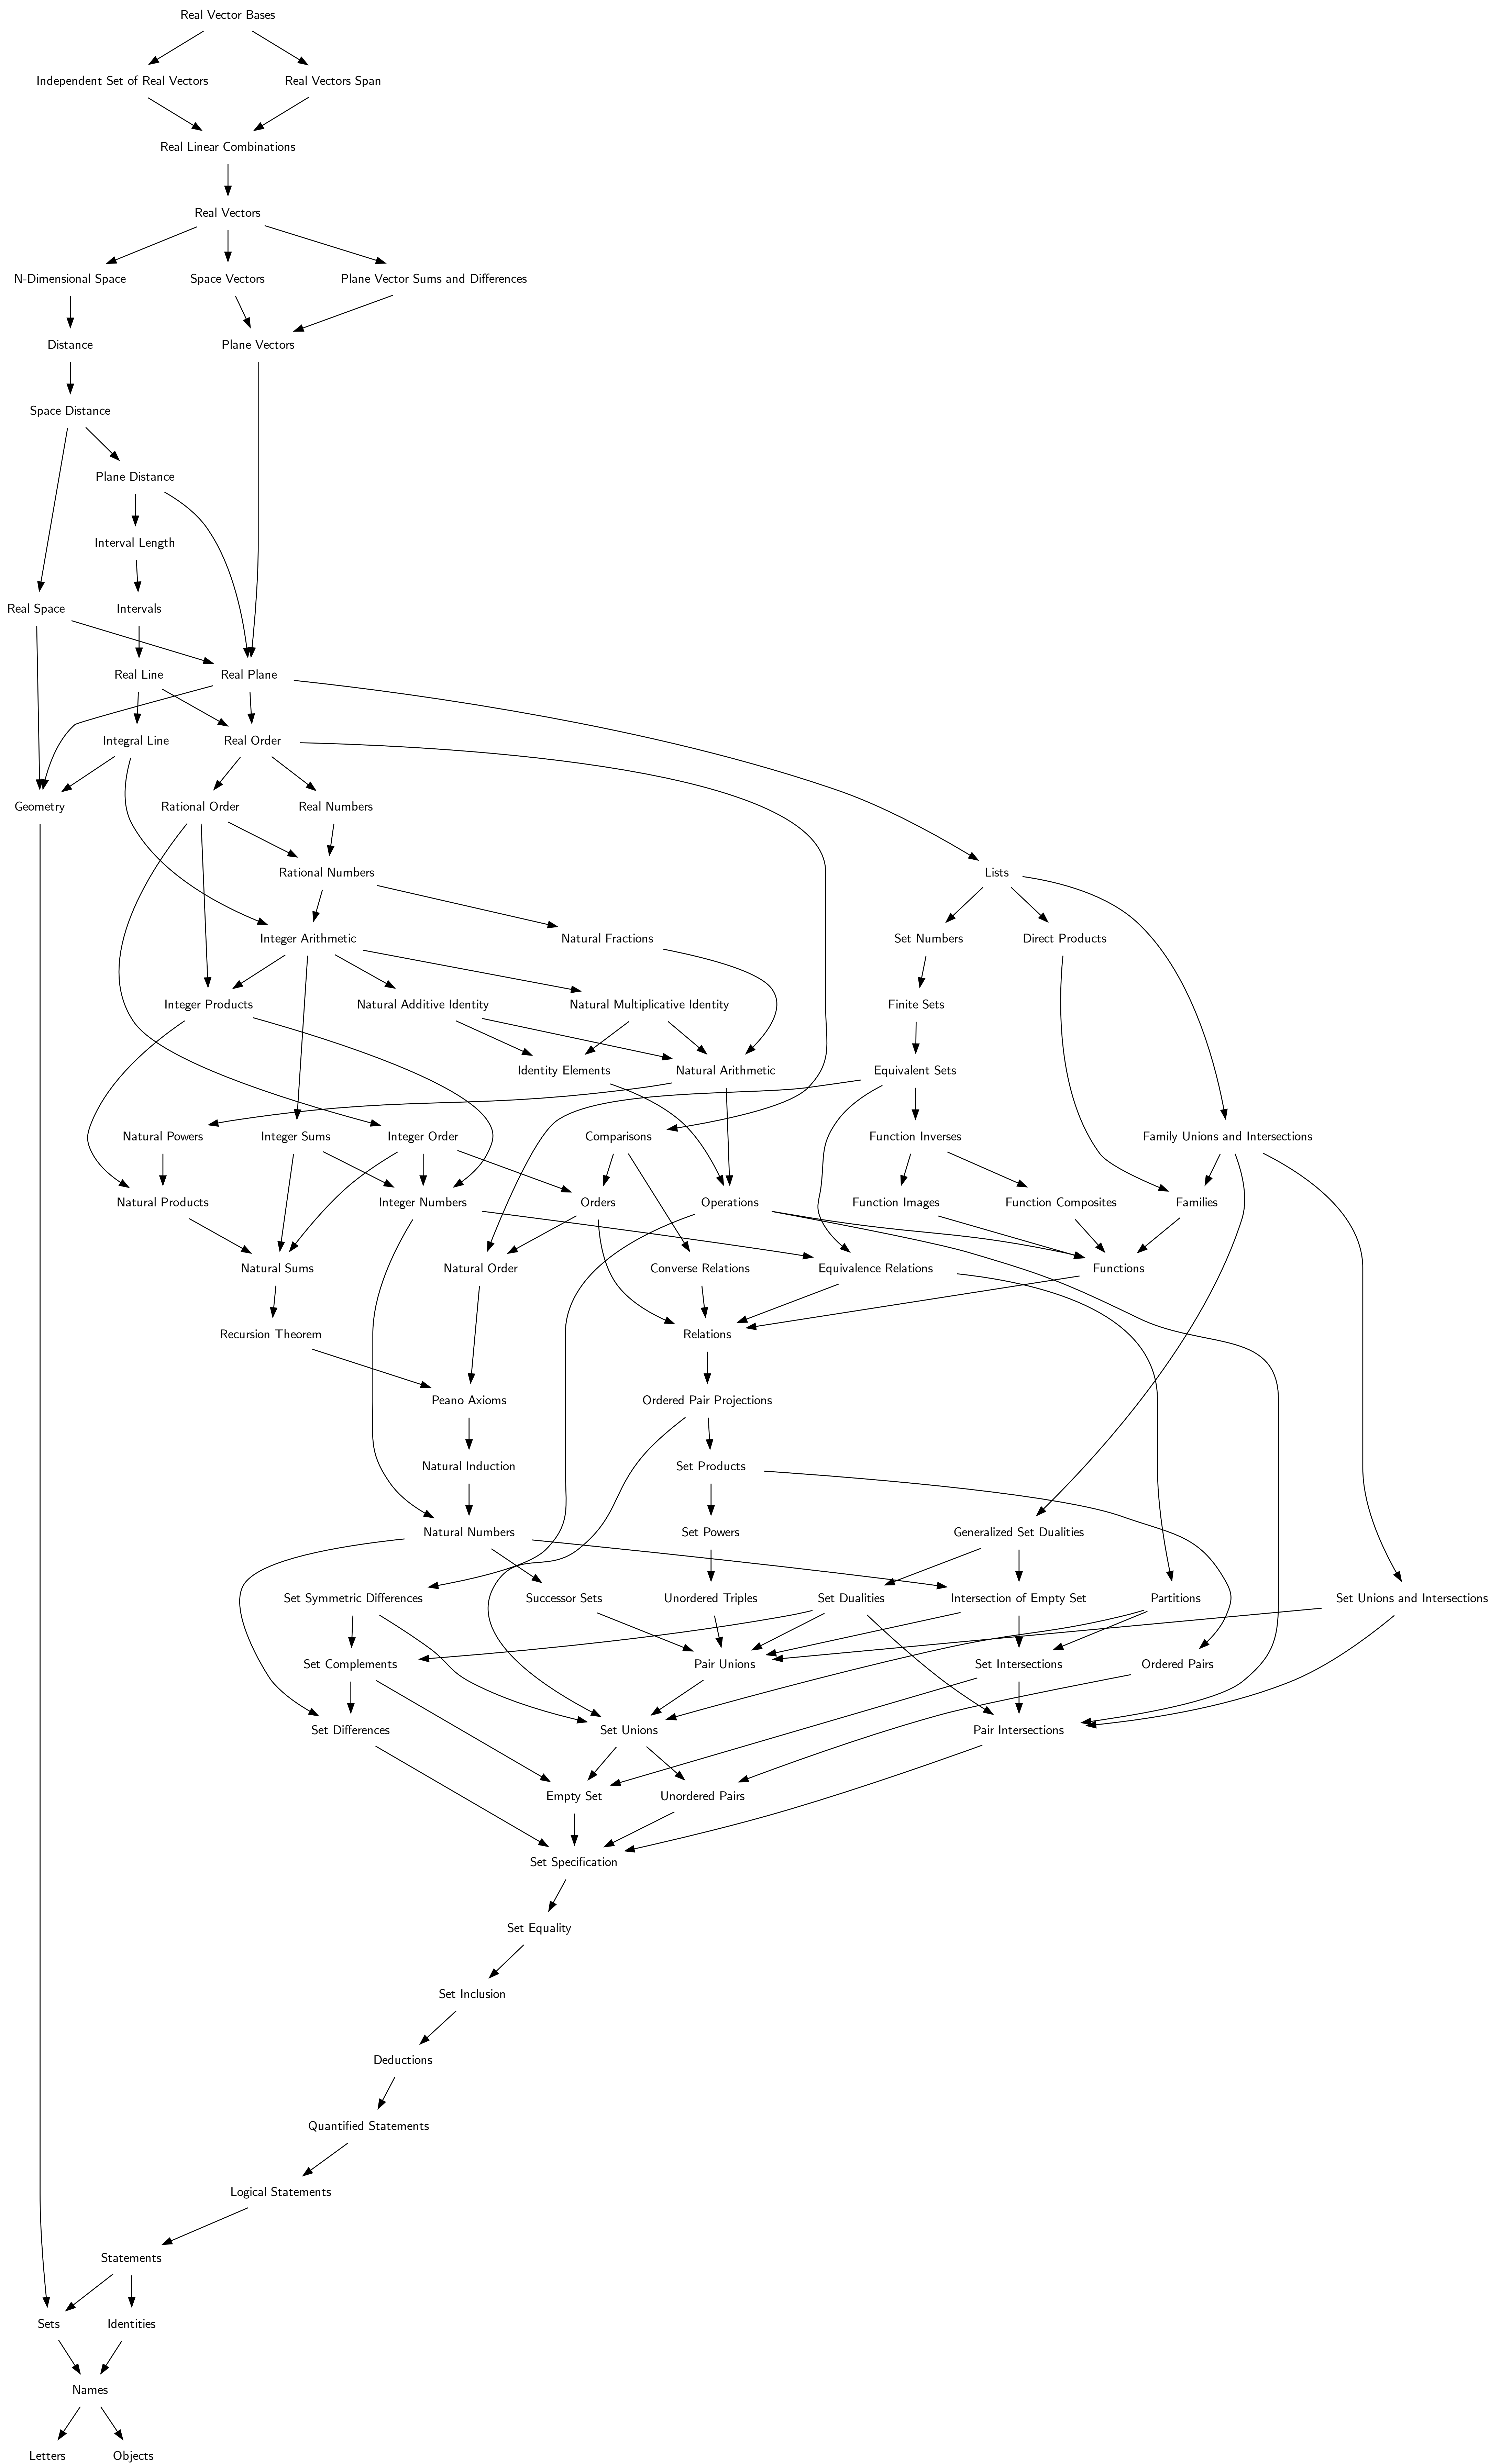 Real Vector Bases
Independent Set of Real Vectors
Real Vectors Span
Real Linear Combinations
Real Vectors
N-Dimensional Space
Space Vectors
Plane Vector Sums and Differences
Distance
Plane Vectors
Space Distance
Plane Distance
Interval Length
Real Space
Intervals
Real Line
Real Plane
Integral Line
Real Order
Geometry
Rational Order
Real Numbers
Rational Numbers
Lists
Integer Arithmetic
Natural Fractions
Set Numbers
Direct Products
Integer Products
Natural Additive Identity
Natural Multiplicative Identity
Finite Sets
Identity Elements
Natural Arithmetic
Equivalent Sets
Natural Powers
Integer Sums
Integer Order
Comparisons
Function Inverses
Family Unions and Intersections
Natural Products
Integer Numbers
Orders
Operations
Function Images
Function Composites
Families
Natural Sums
Natural Order
Converse Relations
Equivalence Relations
Functions
Recursion Theorem
Relations
Peano Axioms
Ordered Pair Projections
Natural Induction
Set Products
Natural Numbers
Set Powers
Generalized Set Dualities
Set Symmetric Differences
Successor Sets
Unordered Triples
Set Dualities
Intersection of Empty Set
Partitions
Set Unions and Intersections
Set Complements
Pair Unions
Set Intersections
Ordered Pairs
Set Differences
Set Unions
Pair Intersections
Empty Set
Unordered Pairs
Set Specification
Set Equality
Set Inclusion
Deductions
Quantified Statements
Logical Statements
Statements
Sets
Identities
Names
Letters
Objects